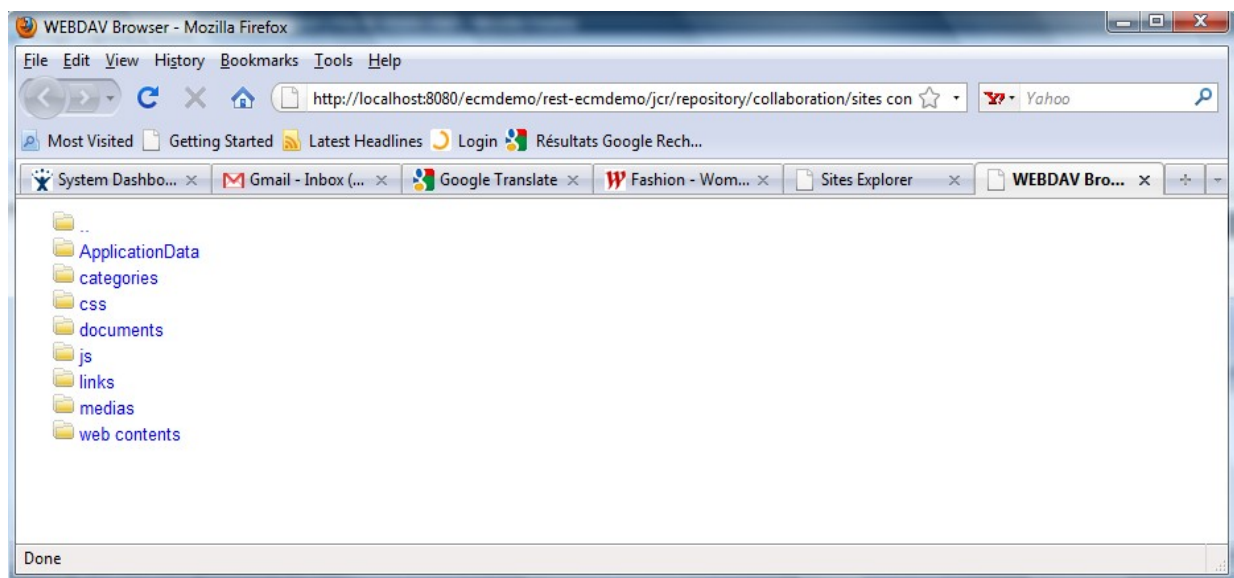 WEBDAV Browser - Mozilla Firefox
File Edit View History Bookmarks Tools Help
http://localhost:8080/ecmdemo/rest-ecmdemo/jcr/repository/collaboration/sites con Yahoo
Most Visited Getting Started Latest Headlines Login Résultats Google Rech...
System Dashbo... Gmail - Inbox (... Google Translate Fashion - Wom... Sites Explorer WEBDAV Bro...
..
ApplicationData
categories
css
documents
js
links
medias
web contents
Done